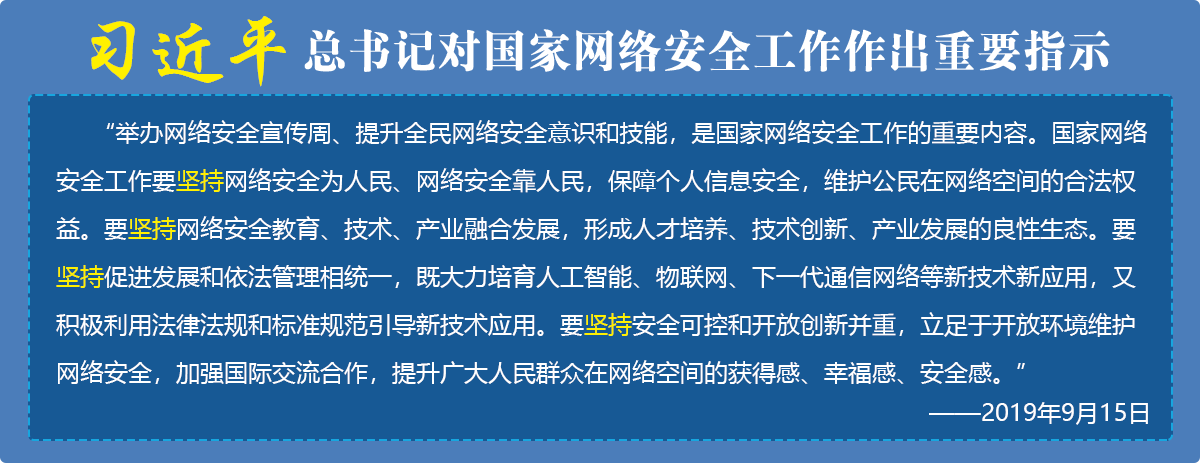 习近平总书记对国家网络安全工作作出重要指示
“举办网络安全宣传周、提升全民网络安全意识和技能，是国家网络安全工作的重要内容。国家网络
安全工作要坚持网络安全为人民、网络安全靠人民，保障个人信息安全，维护公民在网络空间的合法权
益。要坚持网络安全教育、技术、产业融合发展，形成人才培养、技术创新、产业发展的良性生态。要
坚持促进发展和依法管理相统一，既大力培育人工智能、物联网、下一代通信网络等新技术新应用，又
积极利用法律法规和标准规范引导新技术应用。要坚持安全可控和开放创新并重，立足于开放环境维护
网络安全，加强国际交流合作，提升广大人民群众在网络空间的获得感、幸福感、安全感。”
——2019年9月15日